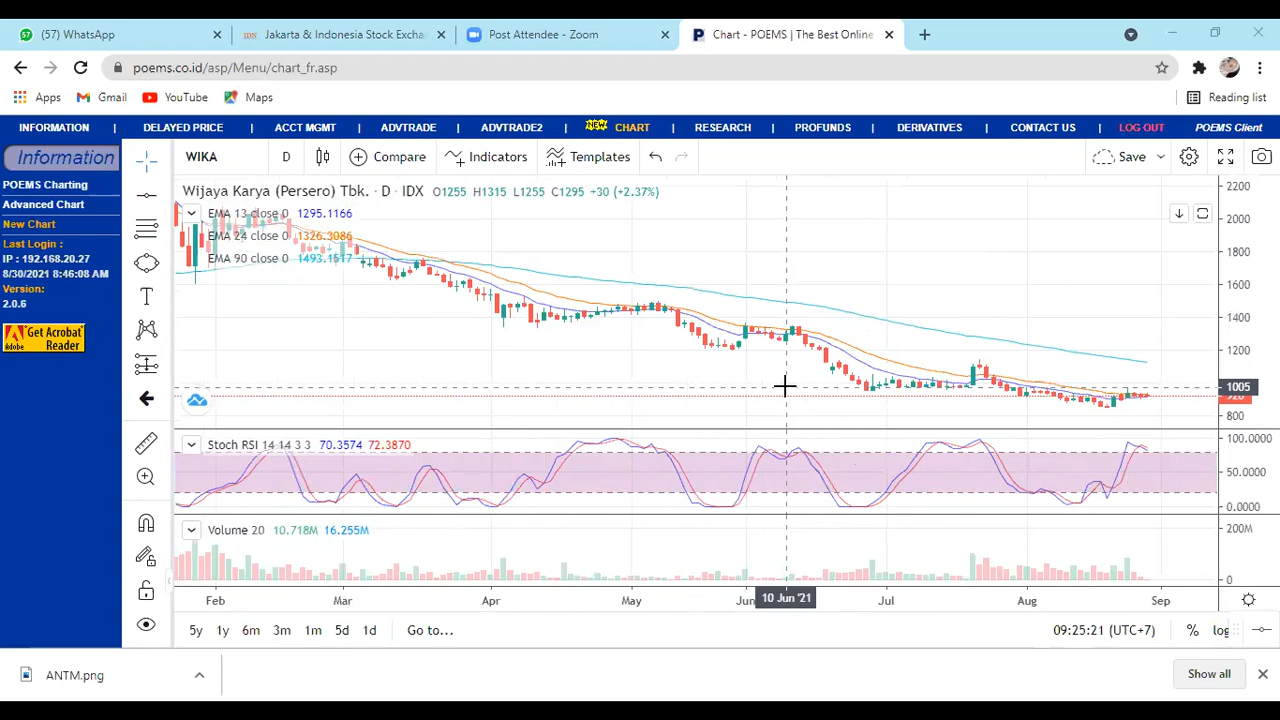 (57) WhatsApp
Jakarta & Indonesia Stock Excha
Post Attendee - Zoom
Chart - POEMS | The Best Online
poems.co.id/asp/Menu/chart_fr.asp
Apps Gmail YouTube Maps Reading list
INFORMATION | DELAYED PRICE | ACCT MGMT | ADVTRADE | ADVTRADE2 | NEW CHART | RESEARCH | PROFUNDS | DERIVATIVES | CONTACT US | LOG OUT POEMS Client
Information
POEMS Charting
Advanced Chart
New Chart
Last Login :
IP : 192.168.20.27
8/30/2021 8:46:08 AM
Version:
2.0.6
Get Acrobat
Reader
Adobe
WIKA D Compare Indicators Templates Save
Wijaya Karya (Persero) Tbk. · D · IDX O1255 H1315 L1255 C1295 +30 (+2.37%)
EMA 13 close 0 1295.1166
EMA 24 close 0 1326.3086
EMA 90 close 0 1493.1517
2200
2000
1800
1600
1400
1200
1005
920
800
Stoch RSI 14 14 3 3 70.3574 72.3870
100.0000
50.0000
0.0000
Volume 20 10.718M 16.255M
200M
0
Feb Mar Apr May Jun 10 Jun '21 Jul Aug Sep
5y 1y 6m 3m 1m 5d 1d Go to... 09:25:21 (UTC+7) % log
ANTM.png Show all